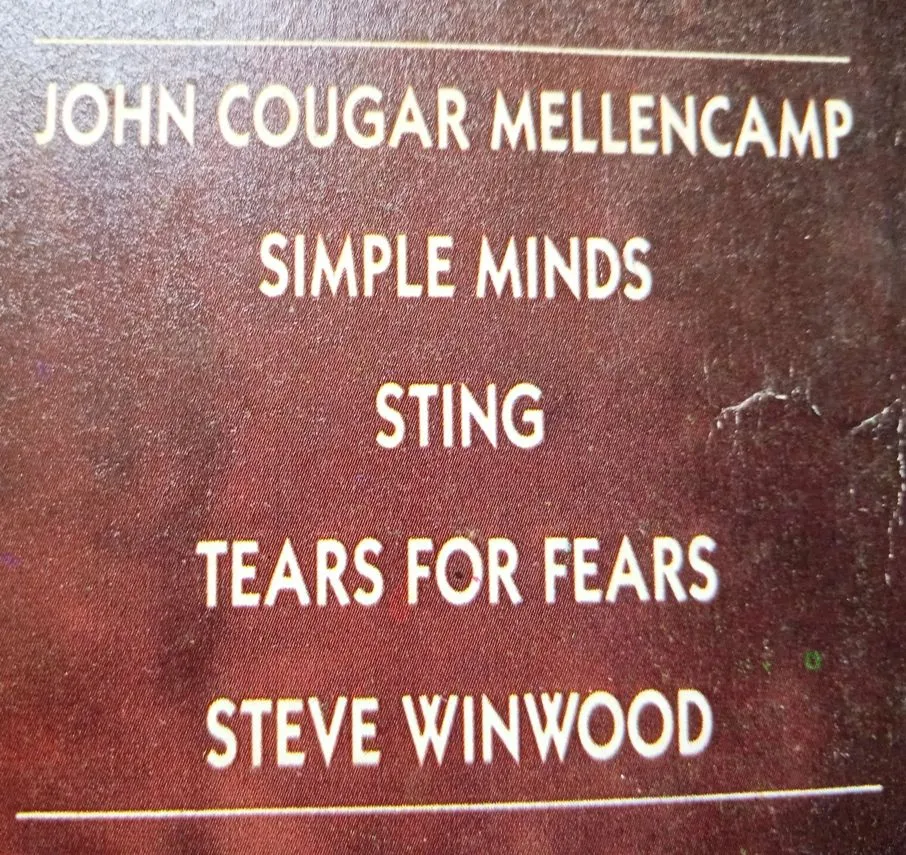 JOHN COUGAR MELLENCAMP
SIMPLE MINDS
STING
TEARS FOR FEARS
STEVE WINWOOD